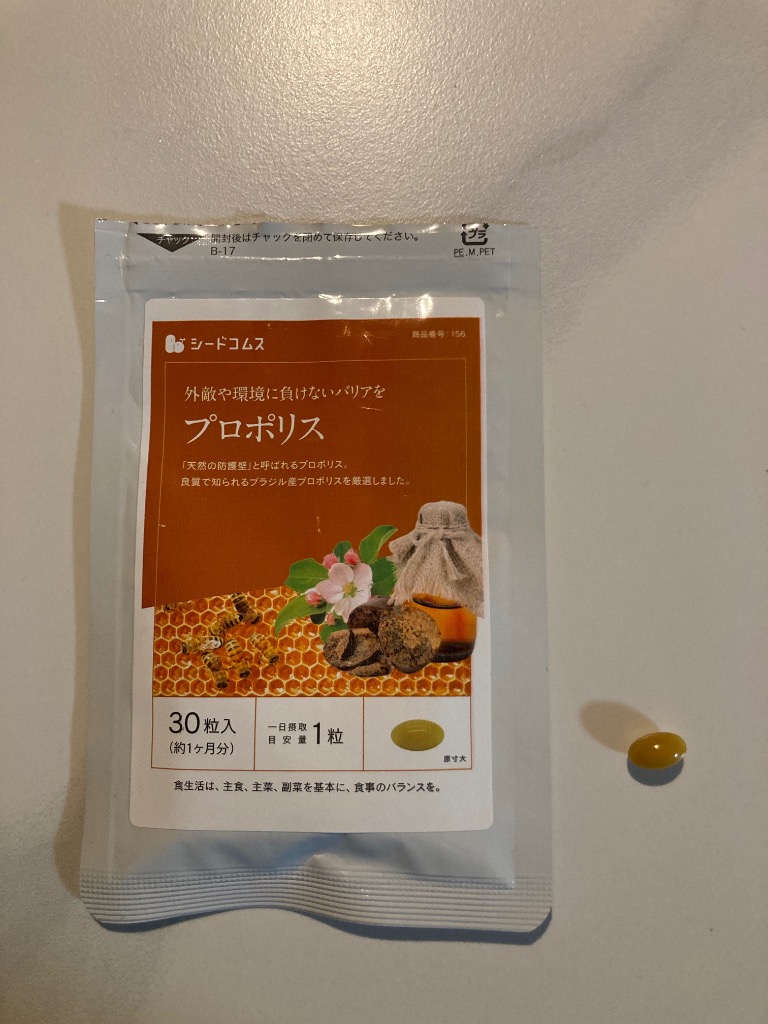 チャック
開封後はチャックを閉めて保存してください。
B-17
プラ
PE,M,PET
シードコムス
商品番号:156
外敵や環境に負けないバリアを
プロポリス
「天然の防護壁」と呼ばれるプロポリス。
良質で知られるブラジル産プロポリスを厳選しました。
30粒入
(約1ヶ月分)
一日摂取
目安量 1粒
原寸大
食生活は、主食、主菜、副菜を基本に、食事のバランスを。